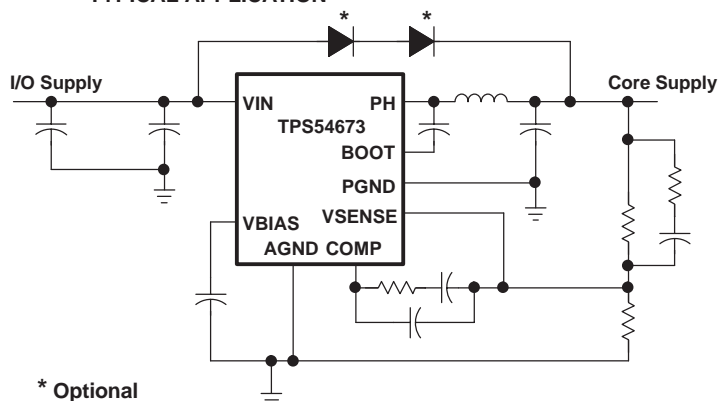 * *
I/O Supply Core Supply
VIN PH
TPS54673
BOOT
PGND
VSENSE
VBIAS
AGND COMP
* Optional